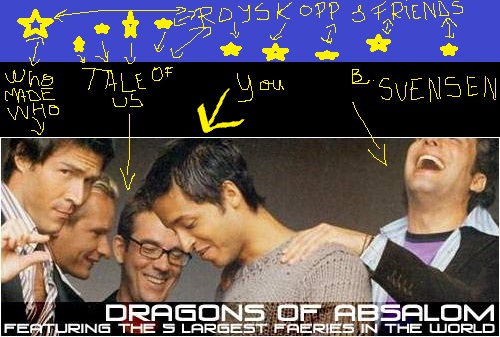 RÖYSKOPP & FRIENDS
Who MADE WHO
TALE OF US
You
B. SVENSEN
DRAGONS OF ABSALOM
FEATURING THE 5 LARGEST FAERIES IN THE WORLD